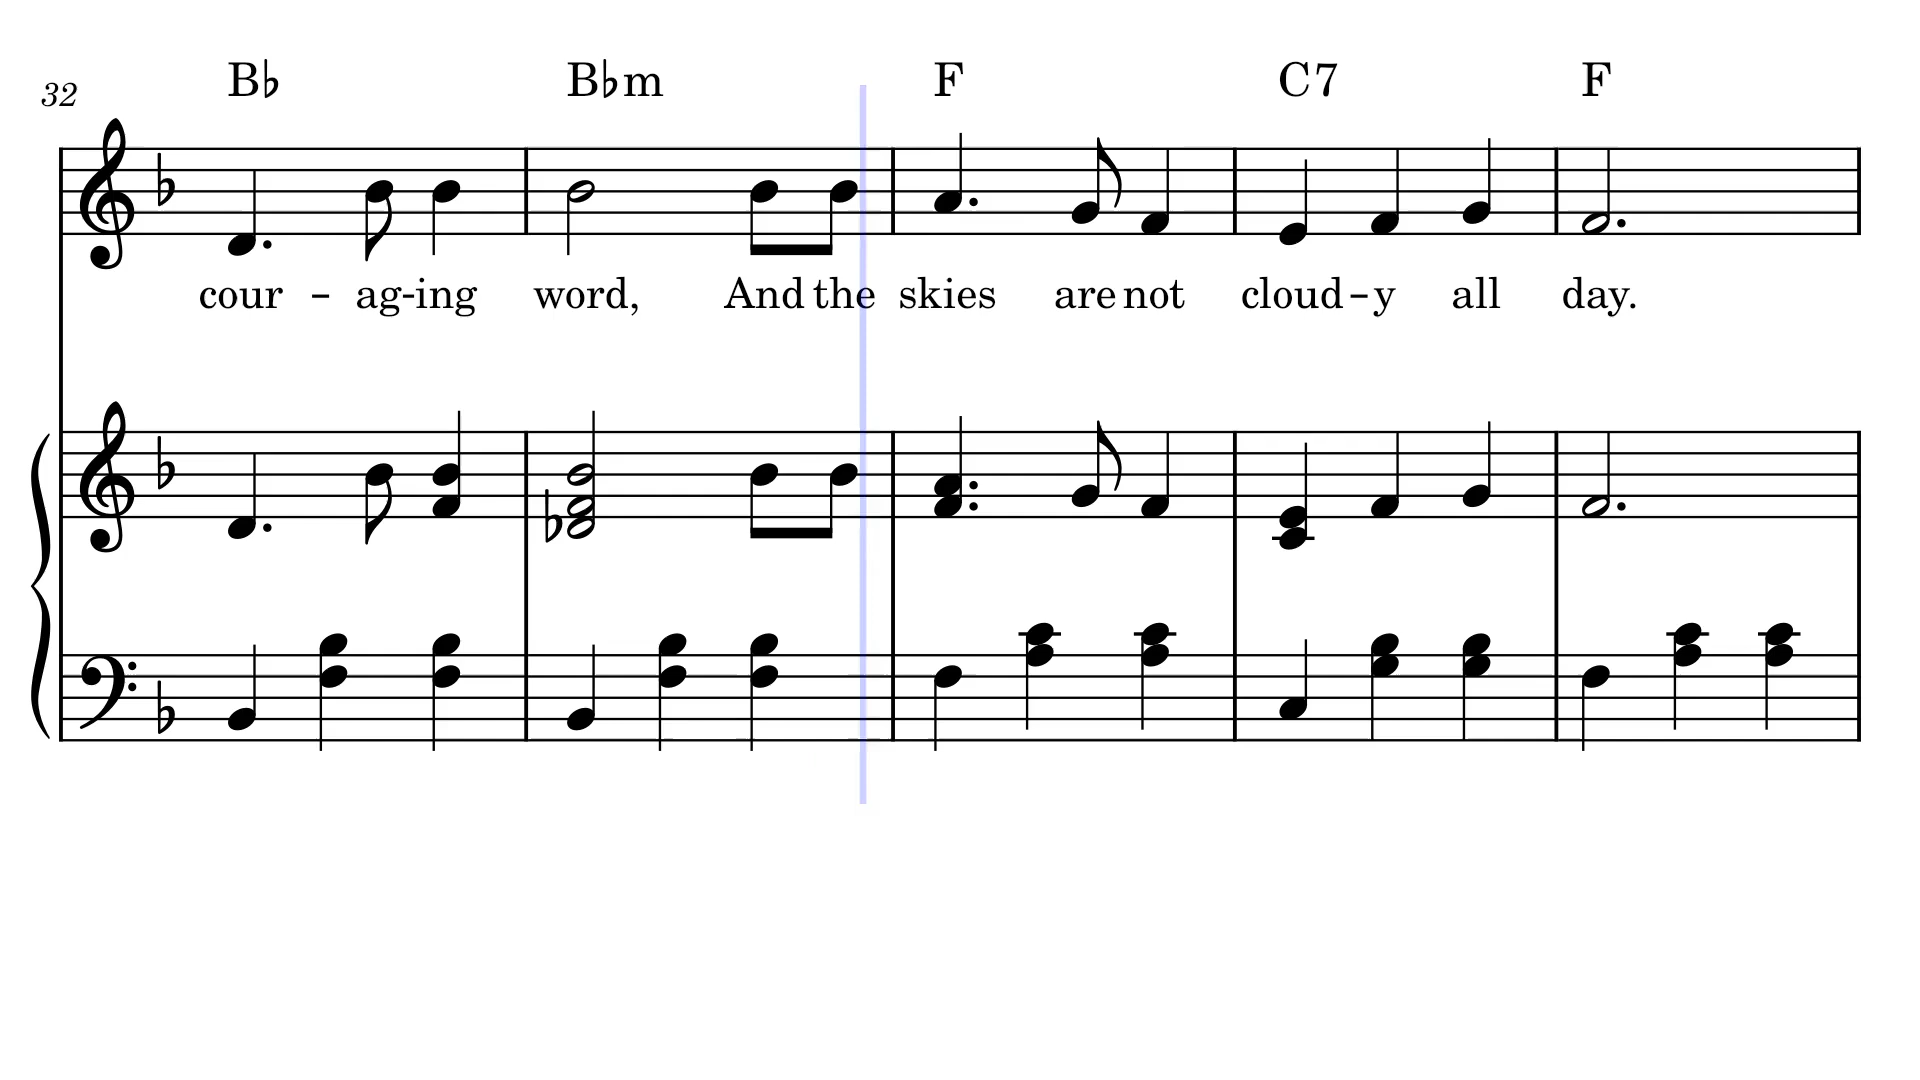 32 B♭ B♭m F C7 F
cour - ag-ing word, And the skies are not cloud-y all day.